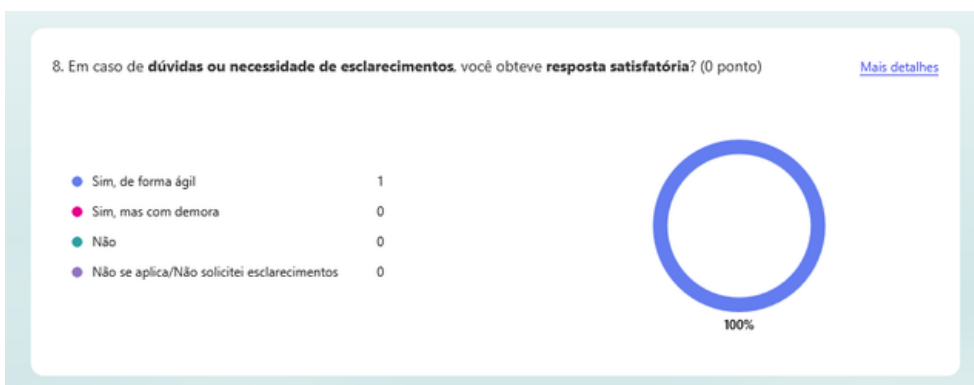 8. Em caso de dúvidas ou necessidade de esclarecimentos, você obteve resposta satisfatória? (0 ponto)
Mais detalhes
Sim, de forma ágil 1
Sim, mas com demora 0
Não 0
Não se aplica/Não solicitei esclarecimentos 0
100%